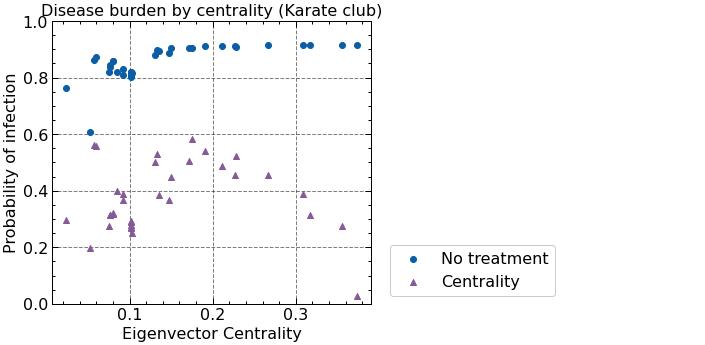 Disease burden by centrality (Karate club)
1.0
0.8
0.6
0.4
0.2
0.0
Probability of infection
0.1
0.2
0.3
Eigenvector Centrality
No treatment
Centrality